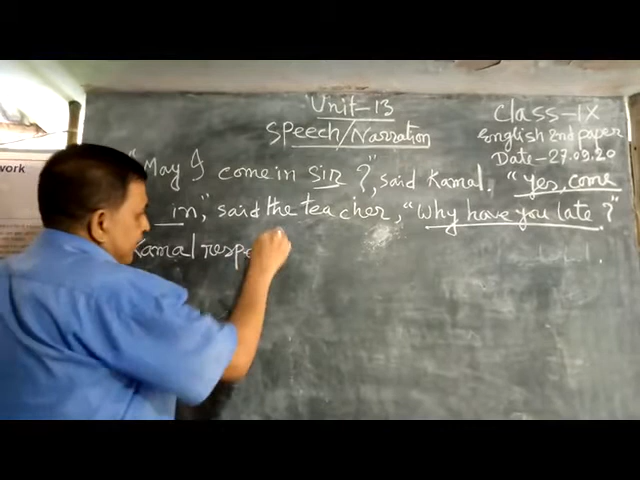 Unit-13
Speech/Narration
Class-IX
English 2nd paper
Date-27.09.20
work
"May I come in Sir?", said Kamal. "yes, come
in," said the teacher, "Why have you late?"
Kamal respe